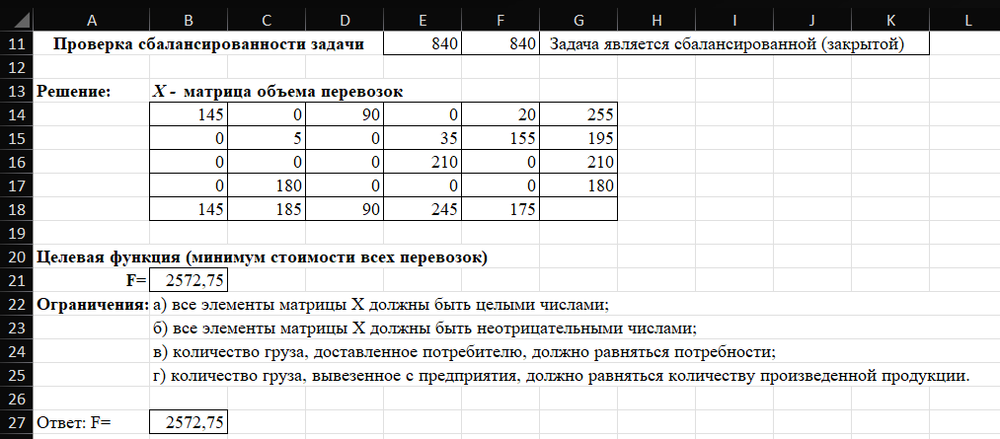 A B C D E F G H I J K L
11 Проверка сбалансированности задачи 840 840 Задача является сбалансированной (закрытой)
12
13 Решение: X - матрица объема перевозок
14 145 0 90 0 20 255
15 0 5 0 35 155 195
16 0 0 0 210 0 210
17 0 180 0 0 0 180
18 145 185 90 245 175
19
20 Целевая функция (минимум стоимости всех перевозок)
21 F= 2572,75
22 Ограничения: а) все элементы матрицы X должны быть целыми числами;
23 б) все элементы матрицы X должны быть неотрицательными числами;
24 в) количество груза, доставленное потребителю, должно равняться потребности;
25 г) количество груза, вывезенное с предприятия, должно равняться количеству произведенной продукции.
26
27 Ответ: F= 2572,75